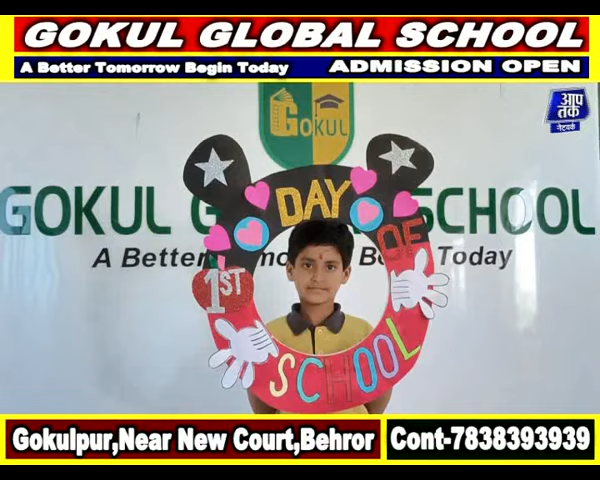 GOKUL GLOBAL SCHOOL
A Better Tomorrow Begin Today ADMISSION OPEN
आप
तक
नेटवर्क
GOKUL
GOKUL G SCHOOL
A Better Today
1ST DAY OF
SCHOOL
Gokulpur,Near New Court,Behror Cont-7838393939